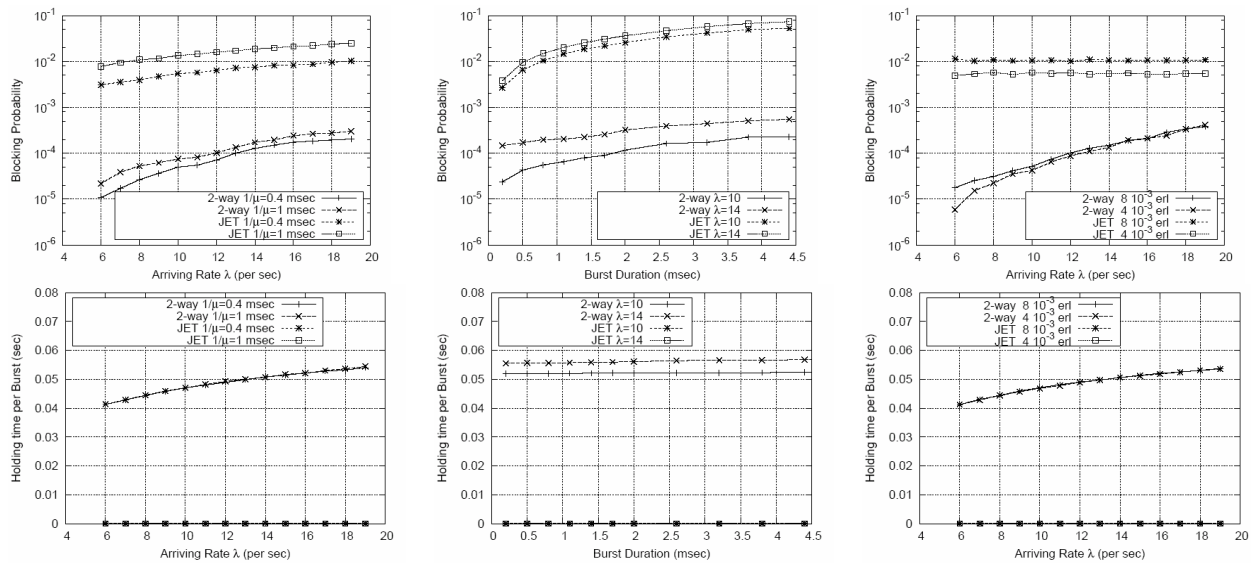 Blocking Probability
10⁻¹
10⁻²
10⁻³
10⁻⁴
10⁻⁵
10⁻⁶
2-way 1/μ=0.4 msec
2-way 1/μ=1 msec
JET 1/μ=0.4 msec
JET 1/μ=1 msec
4 6 8 10 12 14 16 18 20
Arriving Rate λ (per sec)
Blocking Probability
10⁻¹
10⁻²
10⁻³
10⁻⁴
10⁻⁵
10⁻⁶
2-way λ=10
2-way λ=14
JET λ=10
JET λ=14
0 0.5 1 1.5 2 2.5 3 3.5 4 4.5
Burst Duration (msec)
Blocking Probability
10⁻¹
10⁻²
10⁻³
10⁻⁴
10⁻⁵
10⁻⁶
2-way 8 10⁻³ erl
2-way 4 10⁻³ erl
JET 8 10⁻³ erl
JET 4 10⁻³ erl
4 6 8 10 12 14 16 18 20
Arriving Rate λ (per sec)
Holding time per Burst (sec)
0.08
0.07
0.06
0.05
0.04
0.03
0.02
0.01
0
2-way 1/μ=0.4 msec
2-way 1/μ=1 msec
JET 1/μ=0.4 msec
JET 1/μ=1 msec
4 6 8 10 12 14 16 18 20
Arriving Rate λ (per sec)
Holding time per Burst (sec)
0.08
0.07
0.06
0.05
0.04
0.03
0.02
0.01
0
2-way λ=10
2-way λ=14
JET λ=10
JET λ=14
0 0.5 1 1.5 2 2.5 3 3.5 4 4.5
Burst Duration (msec)
Holding time per Burst (sec)
0.08
0.07
0.06
0.05
0.04
0.03
0.02
0.01
0
2-way 8 10⁻³ erl
2-way 4 10⁻³ erl
JET 8 10⁻³ erl
JET 4 10⁻³ erl
4 6 8 10 12 14 16 18 20
Arriving Rate λ (per sec)